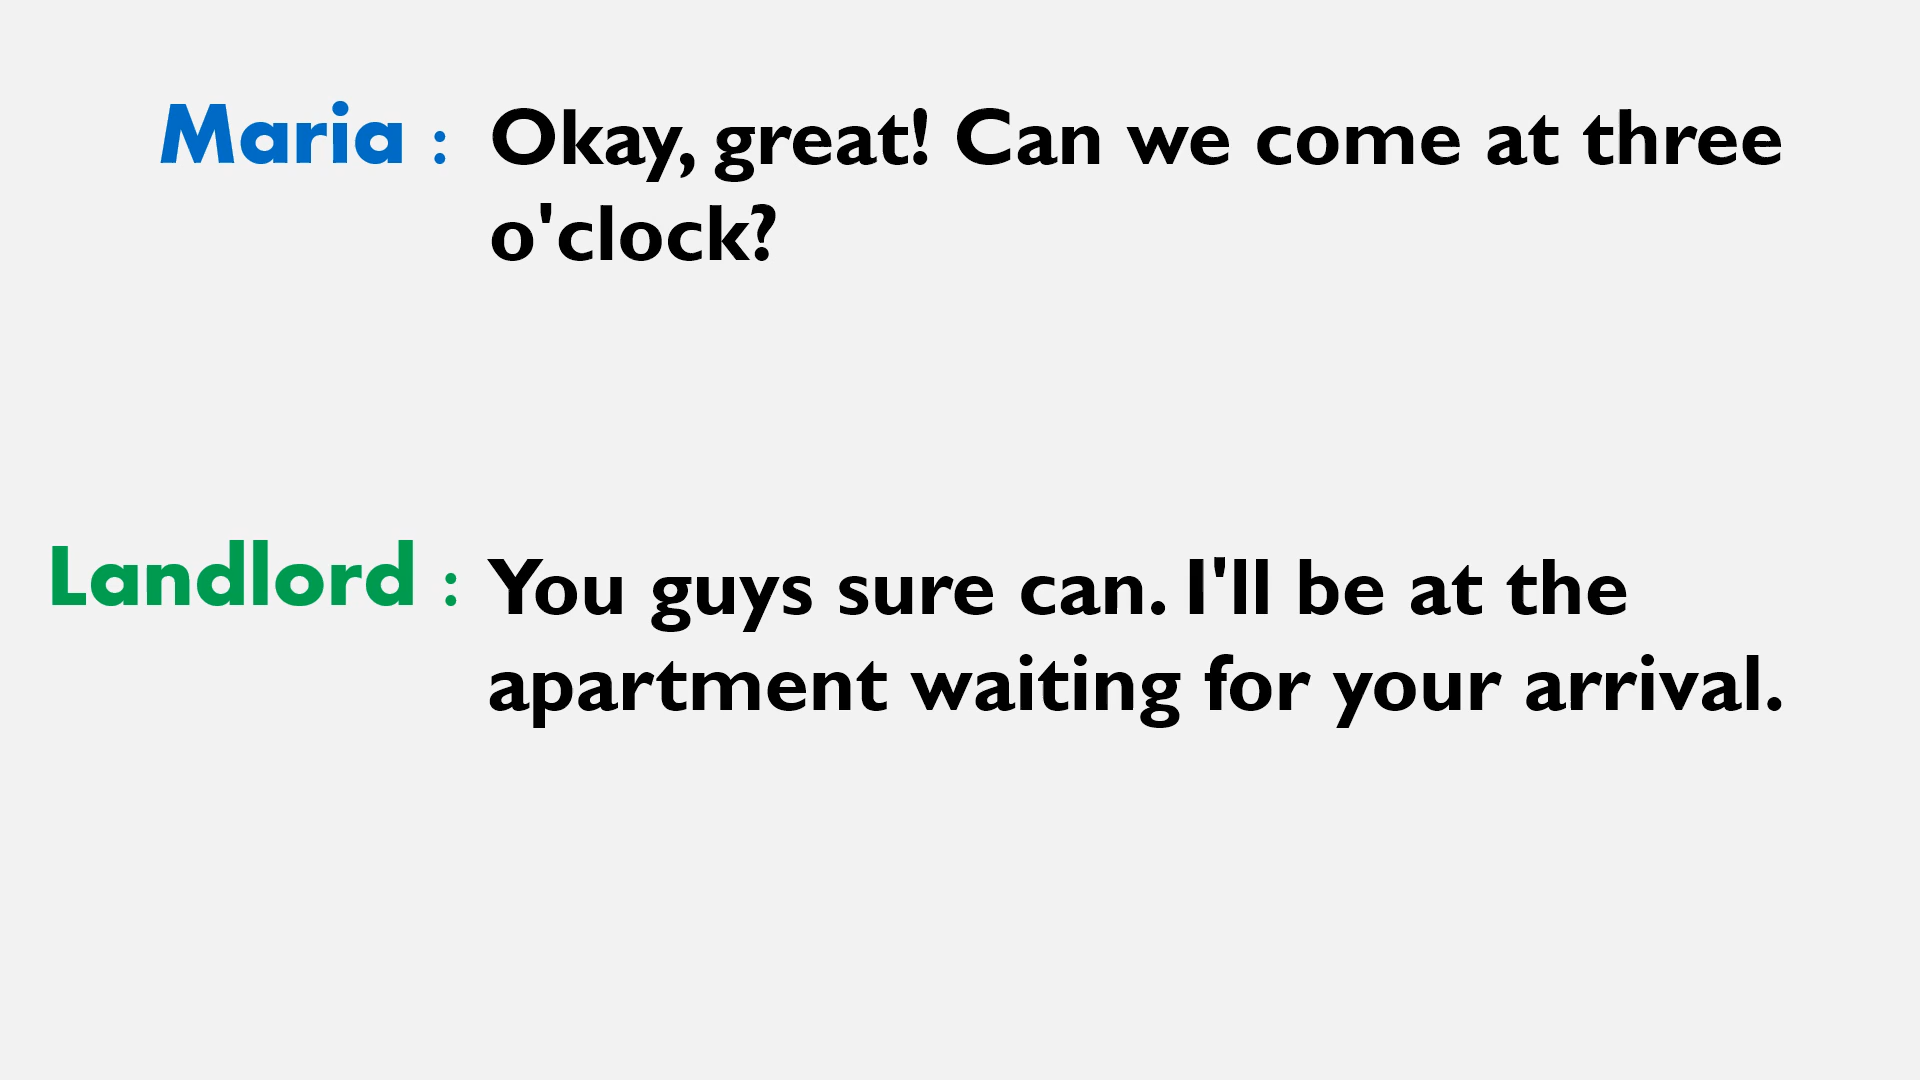 Maria : Okay, great! Can we come at three
o'clock?
Landlord : You guys sure can. I'll be at the
apartment waiting for your arrival.